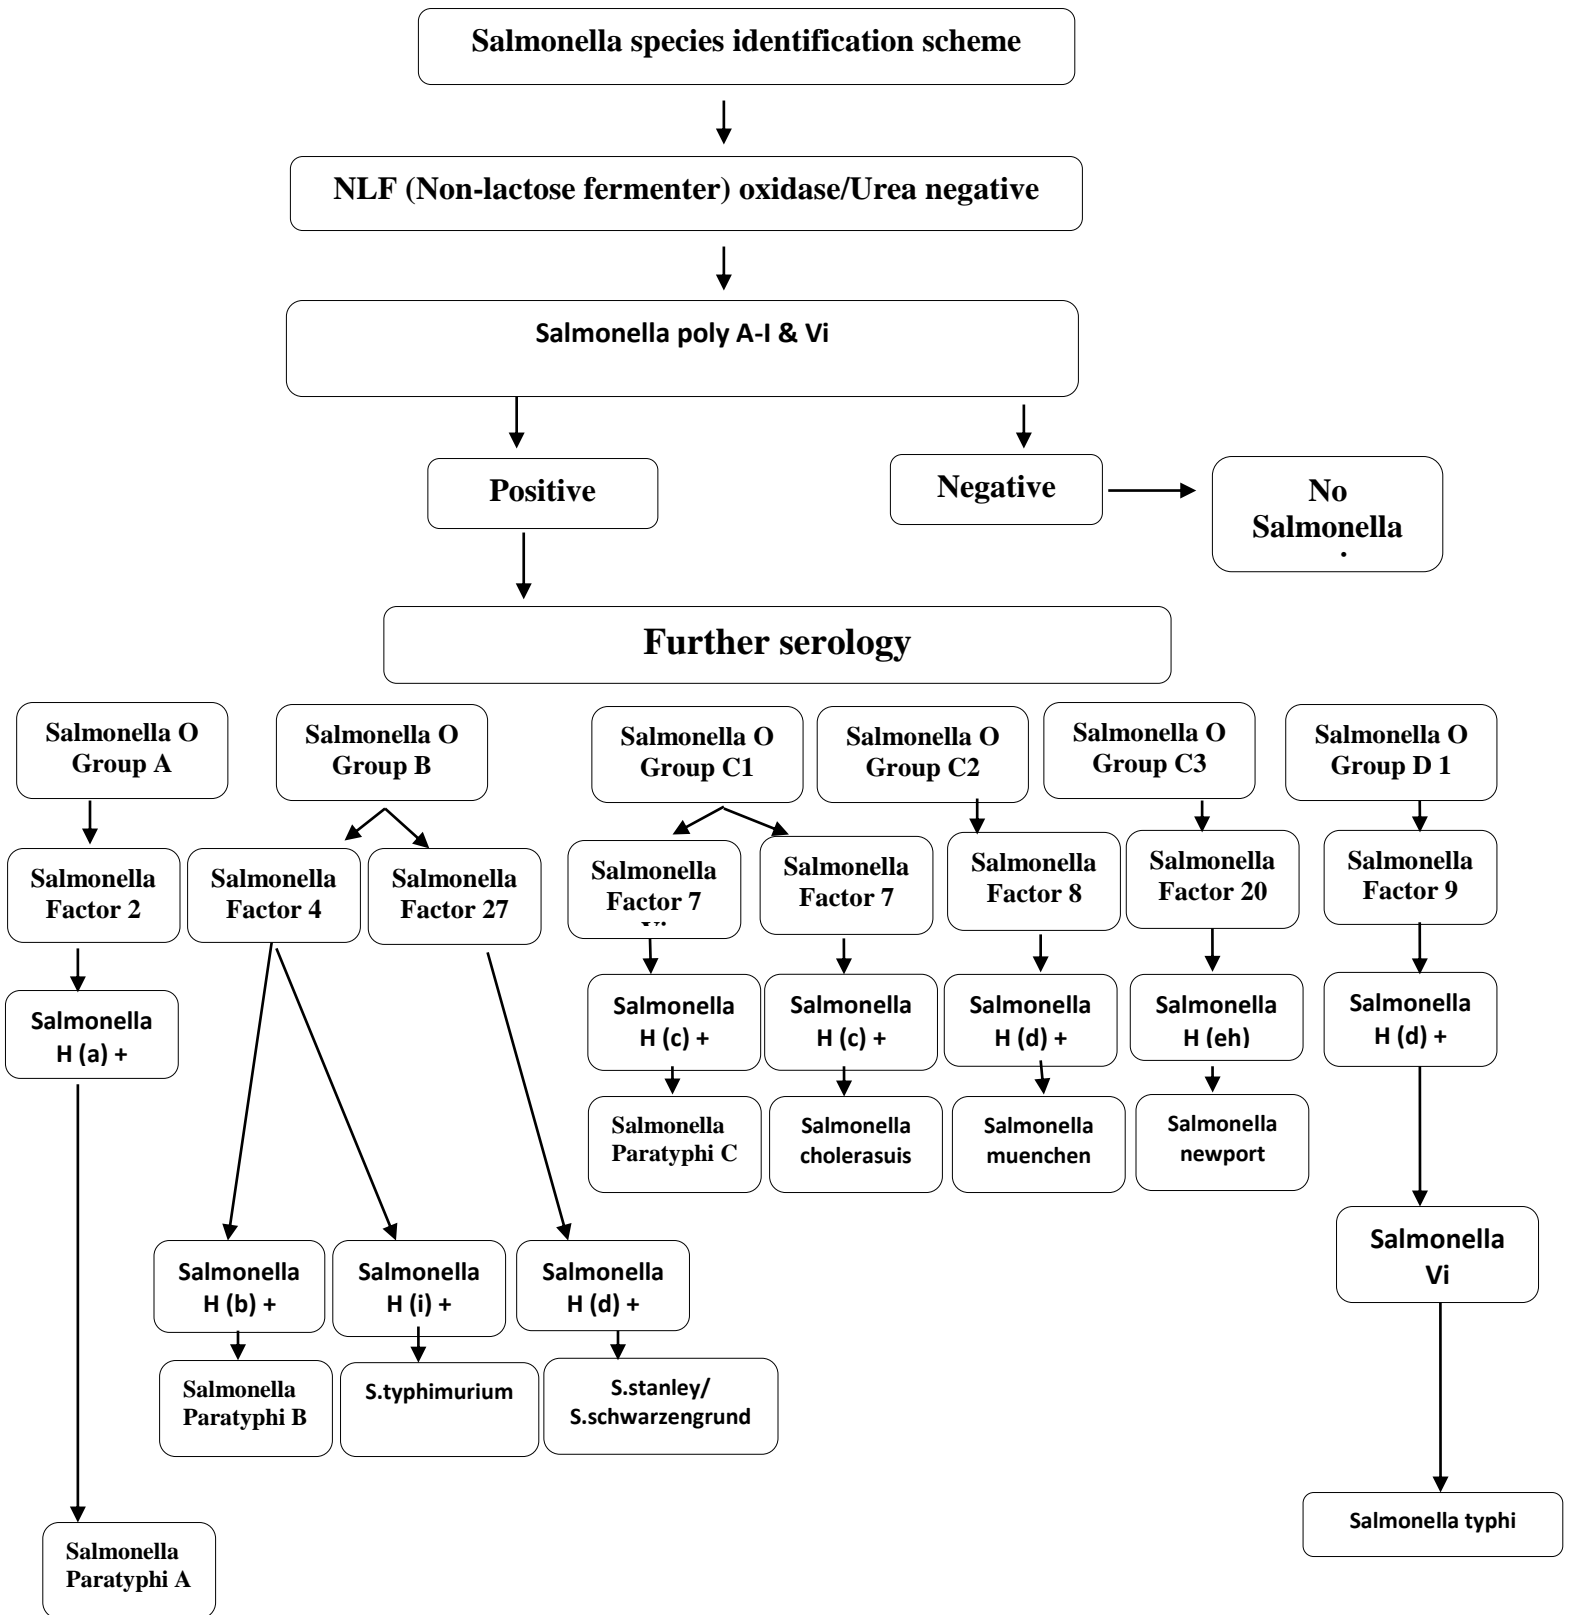 Salmonella species identification scheme
NLF (Non-lactose fermenter) oxidase/Urea negative
Salmonella poly A-I & Vi
Positive
Negative
No
Salmonella
Further serology
Salmonella O
Group A
Salmonella O
Group B
Salmonella O
Group C1
Salmonella O
Group C2
Salmonella O
Group C3
Salmonella O
Group D 1
Salmonella
Factor 2
Salmonella
Factor 4
Salmonella
Factor 27
Salmonella
Factor 7
Salmonella
Factor 7
Salmonella
Factor 8
Salmonella
Factor 20
Salmonella
Factor 9
Salmonella
H (a) +
Salmonella
H (c) +
Salmonella
H (c) +
Salmonella
H (d) +
Salmonella
H (eh)
Salmonella
H (d) +
Salmonella
Paratyphi C
Salmonella
cholerasuis
Salmonella
muenchen
Salmonella
newport
Salmonella
Vi
Salmonella
H (b) +
Salmonella
H (i) +
Salmonella
H (d) +
Salmonella
Paratyphi B
S.typhimurium
S.stanley/
S.schwarzengrund
Salmonella typhi
Salmonella
Paratyphi A